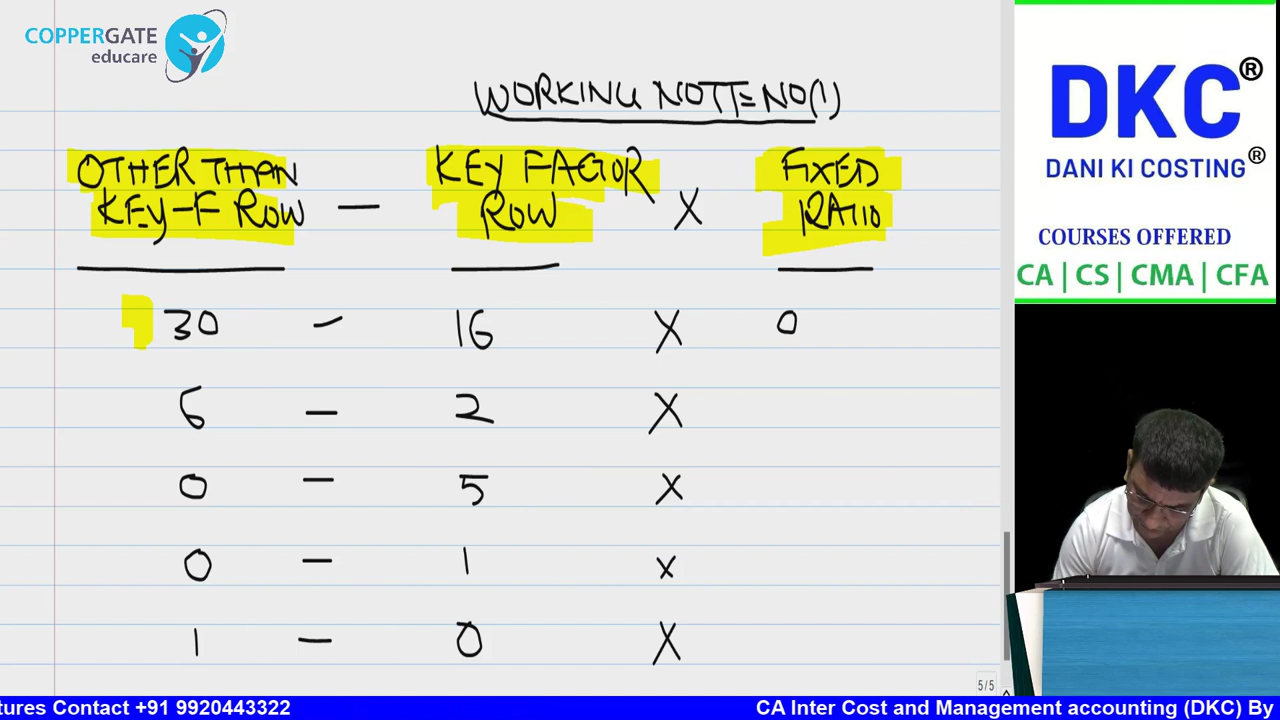 COPPERGATE
educare
WORKING NOTE=NO(1)
OTHER THAN
KEY-F ROW
—
KEY FACTOR
ROW
X
FIXED
RATIO
30 – 16 X 0
6 – 2 X
0 – 5 X
0 – 1 x
1 – 0 X
5/5
DKC®
DANI KI COSTING®
COURSES OFFERED
CA | CS | CMA | CFA
tures Contact +91 9920443322
CA Inter Cost and Management accounting (DKC) By